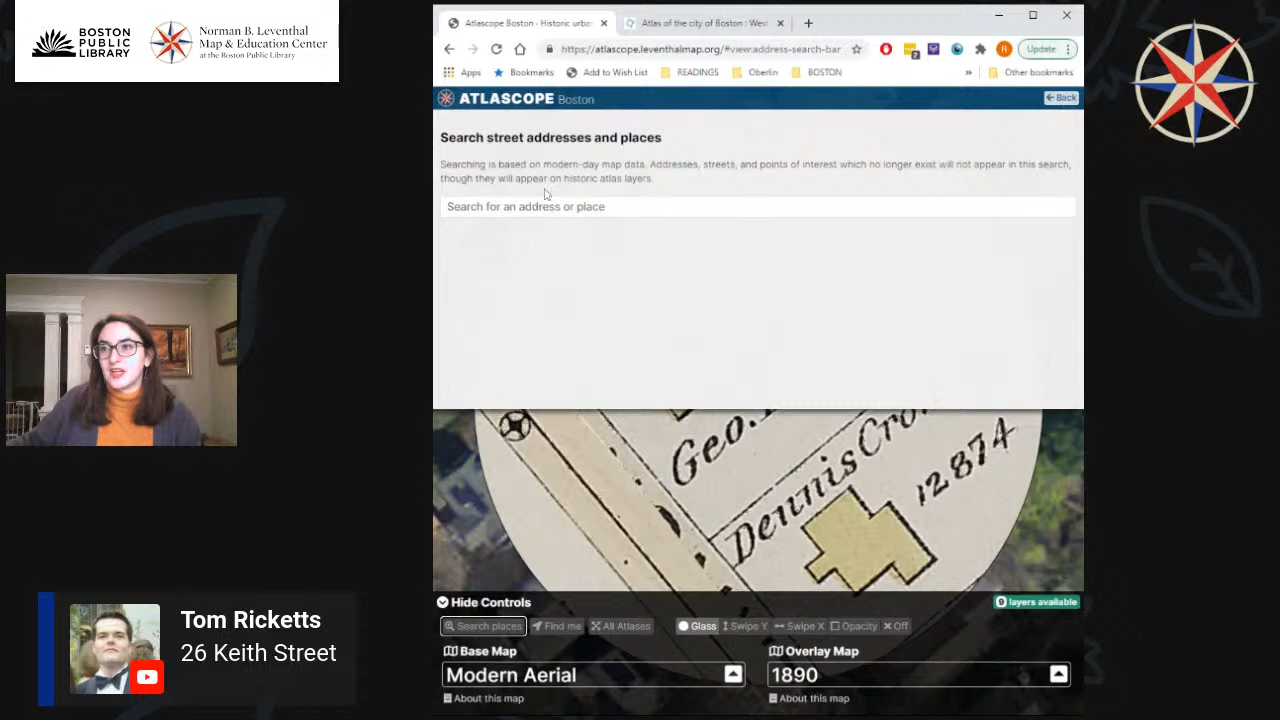 BOSTON
PUBLIC
LIBRARY
Norman B. Leventhal
Map & Education Center
at the Boston Public Library
Atlascope Boston - Historic urba
Atlas of the city of Boston : West
https://atlascope.leventhalmap.org/#view:address-search-bar
2
R
Update
Apps
Bookmarks
Add to Wish List
READINGS
Oberlin
BOSTON
»
Other bookmarks
ATLASCOPE Boston
Back
Search street addresses and places
Searching is based on modern-day map data. Addresses, streets, and points of interest which no longer exist will not appear in this search,
though they will appear on historic atlas layers.
Search for an address or place
Geo.
Dennis Cro
12874
Hide Controls
9 layers available
Search places
Find me
All Atlases
Glass
Swipe Y
Swipe X
Opacity
Off
Base Map
Overlay Map
Modern Aerial
1890
About this map
About this map
Tom Ricketts
26 Keith Street